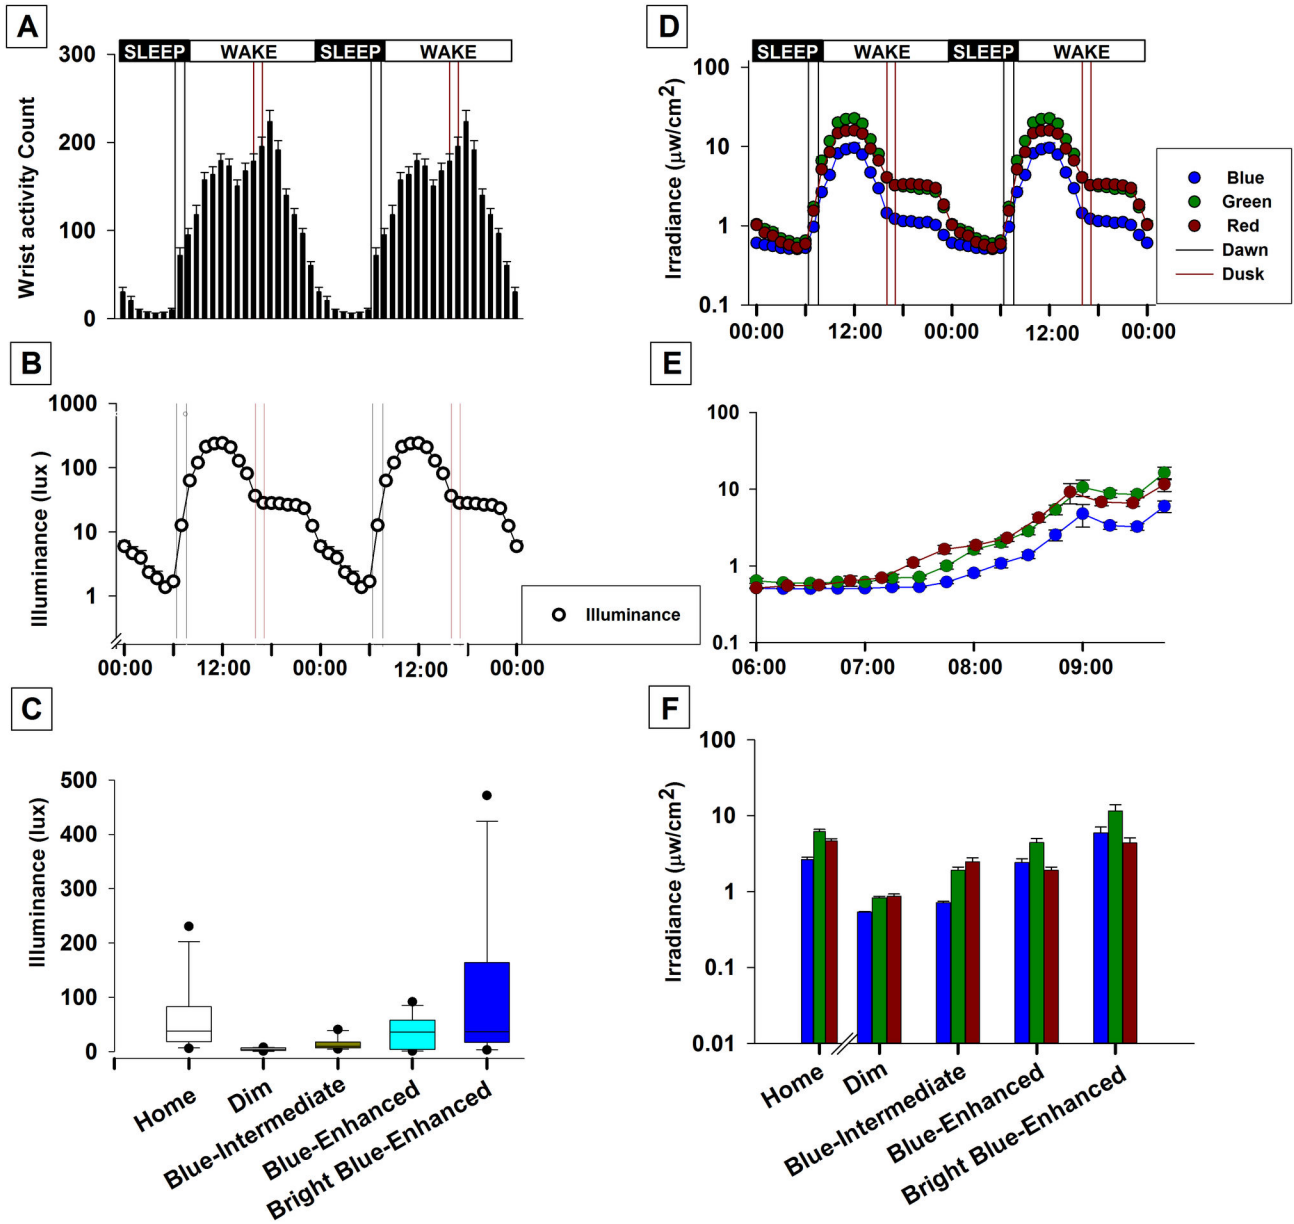 A
SLEEP WAKE SLEEP WAKE
300
200
100
0
Wrist activity Count
B
1000
100
10
1
Illuminance (lux )
00:00 12:00 00:00 12:00 00:00
Illuminance
C
500
400
300
200
100
0
Illuminance (lux)
Home
Dim
Blue-Intermediate
Blue-Enhanced
Bright Blue-Enhanced
D
SLEEP WAKE SLEEP WAKE
100
10
1
0.1
Irradiance (μw/cm2)
00:00 12:00 00:00 12:00 00:00
Blue
Green
Red
Dawn
Dusk
E
100
10
1
0.1
06:00 07:00 08:00 09:00
F
100
10
1
0.1
0.01
Irradiance (μw/cm2)
Home
Dim
Blue-Intermediate
Blue-Enhanced
Bright Blue-Enhanced